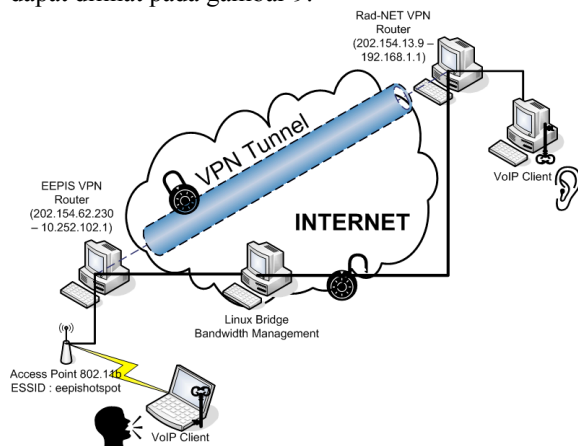 dapat dilihat pada gambar 9.
Rad-NET VPN
Router
(202.154.13.9 –
192.168.1.1)
VPN Tunnel
VoIP Client
EEPIS VPN
Router
(202.154.62.230
– 10.252.102.1)
INTERNET
Linux Bridge
Bandwidth Management
Access Point 802.11b
ESSID : eepishotspot
VoIP Client